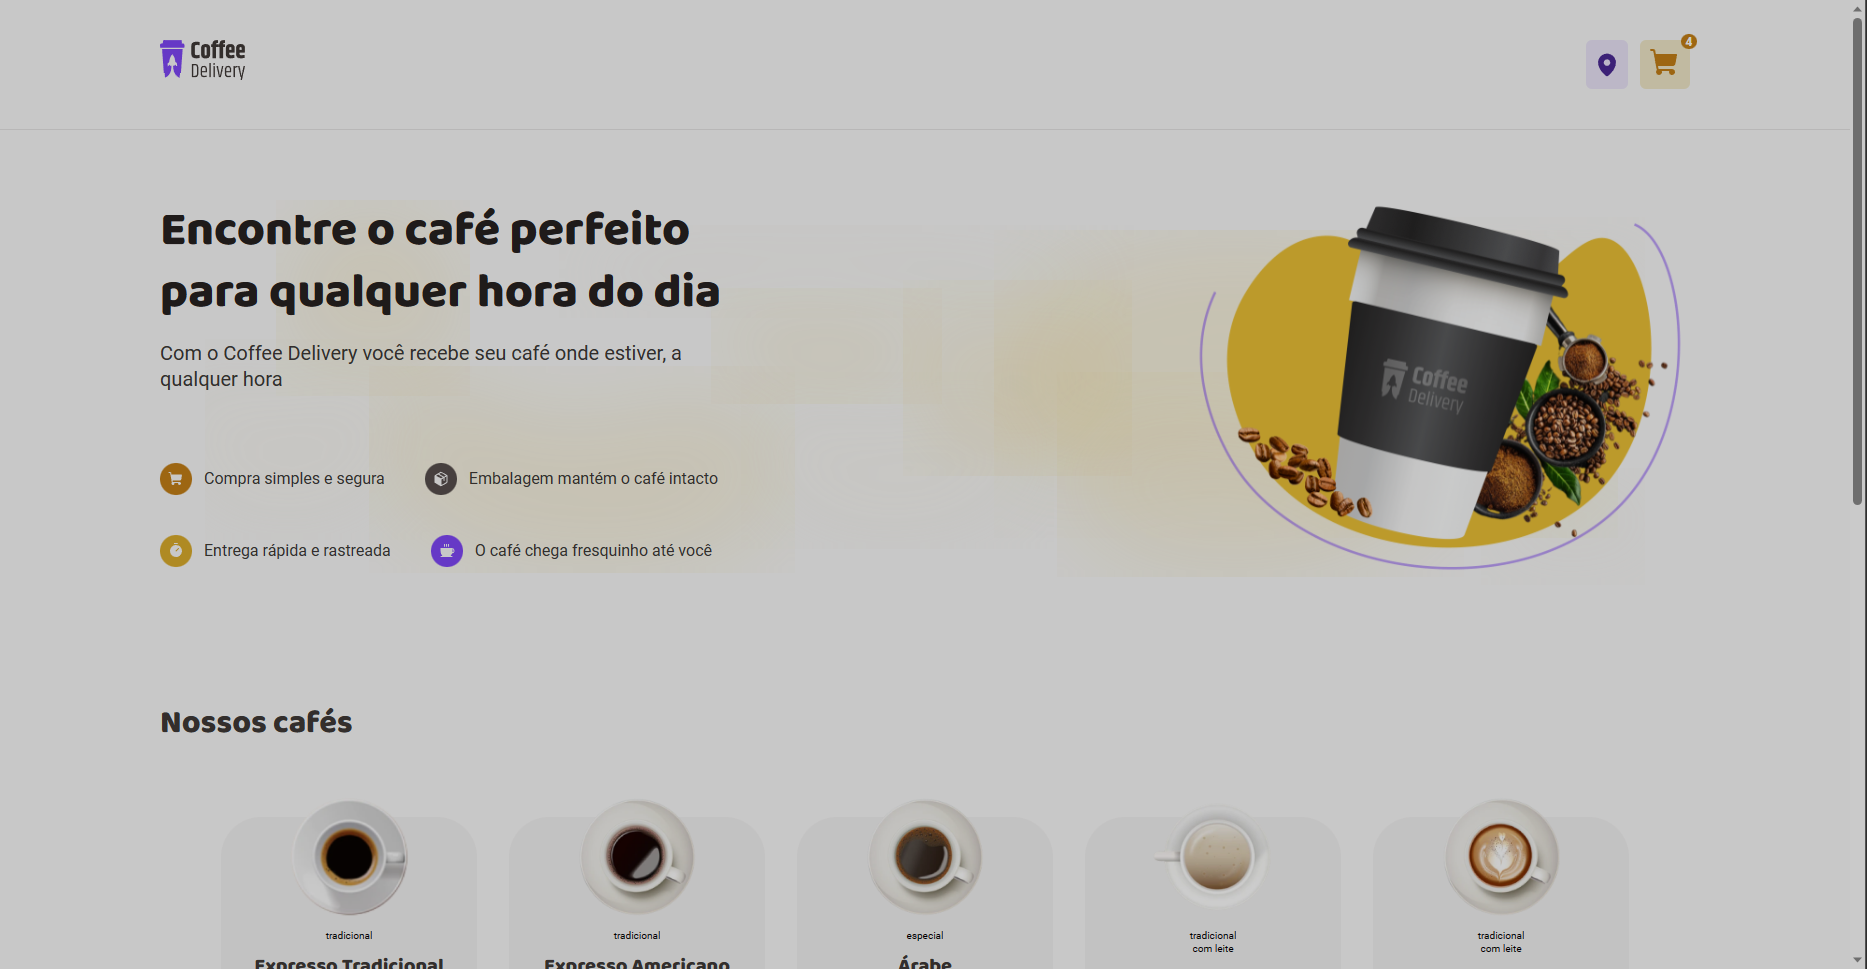 Coffee
Delivery
4
Encontre o café perfeito
para qualquer hora do dia
Com o Coffee Delivery você recebe seu café onde estiver, a
qualquer hora
Coffee
Delivery
Compra simples e segura
Embalagem mantém o café intacto
Entrega rápida e rastreada
O café chega fresquinho até você
Nossos cafés
tradicional
tradicional
especial
tradicional
com leite
tradicional
com leite
Expresso Tradicional
Expresso Americano
Árabe